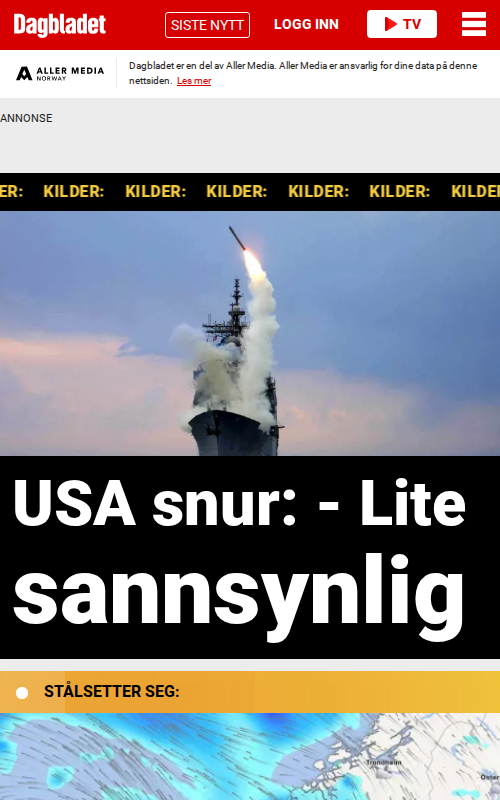 Dagbladet
SISTE NYTT
LOGG INN
TV
ALLER MEDIA
NORWAY
Dagbladet er en del av Aller Media. Aller Media er ansvarlig for dine data på denne
nettsiden. Les mer
ANNONSE
ER: KILDER: KILDER: KILDER: KILDER: KILDER: KILDER
USA snur: - Lite
sannsynlig
STÅLSETTER SEG:
Trondheim
Öster